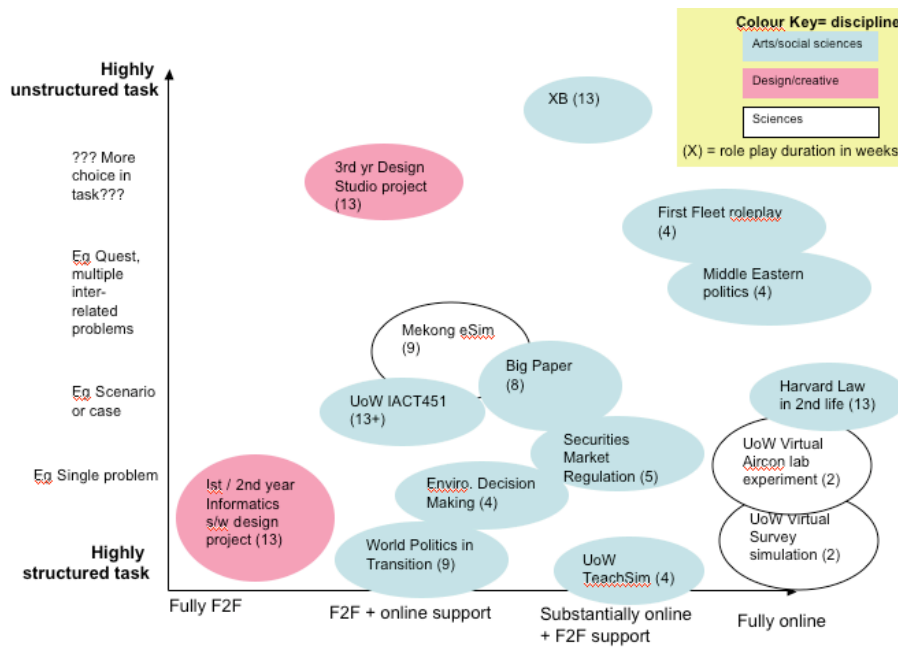 Colour Key= discipline
Arts/social sciences
Design/creative
Sciences
(X) = role play duration in weeks
Highly
unstructured task
??? More
choice in
task???
Eg Quest,
multiple
inter-
related
problems
Eg Scenario
or case
Eg Single problem
Highly
structured task
XB (13)
3rd yr Design
Studio project
(13)
First Fleet roleplay
(4)
Middle Eastern
politics (4)
Mekong eSim
(9)
Big Paper
(8)
Harvard Law
in 2nd life (13)
UoW IACT451
(13+)
Securities
Market
Regulation (5)
UoW Virtual
Aircon lab
experiment (2)
Ist / 2nd year
Informatics
s/w design
project (13)
Enviro. Decision
Making (4)
UoW Virtual
Survey
simulation (2)
World Politics in
Transition (9)
UoW
TeachSim (4)
Fully F2F
F2F + online support
Substantially online
+ F2F support
Fully online